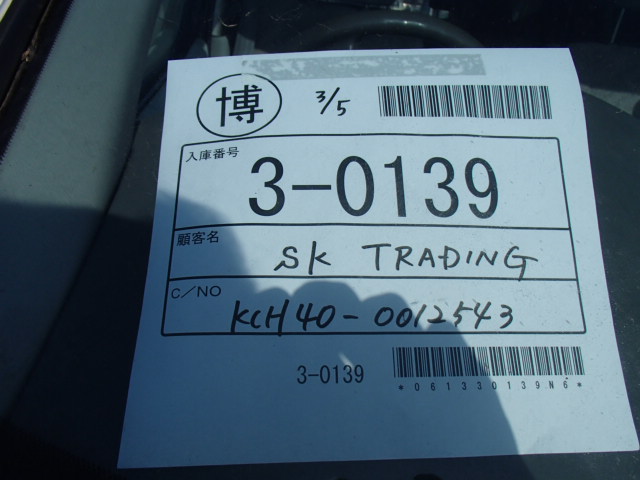 博 3/5
入庫番号
3-0139
顧客名
SK TRADING
C/NO
KCH40-0012543
3-0139
*061330139N6*